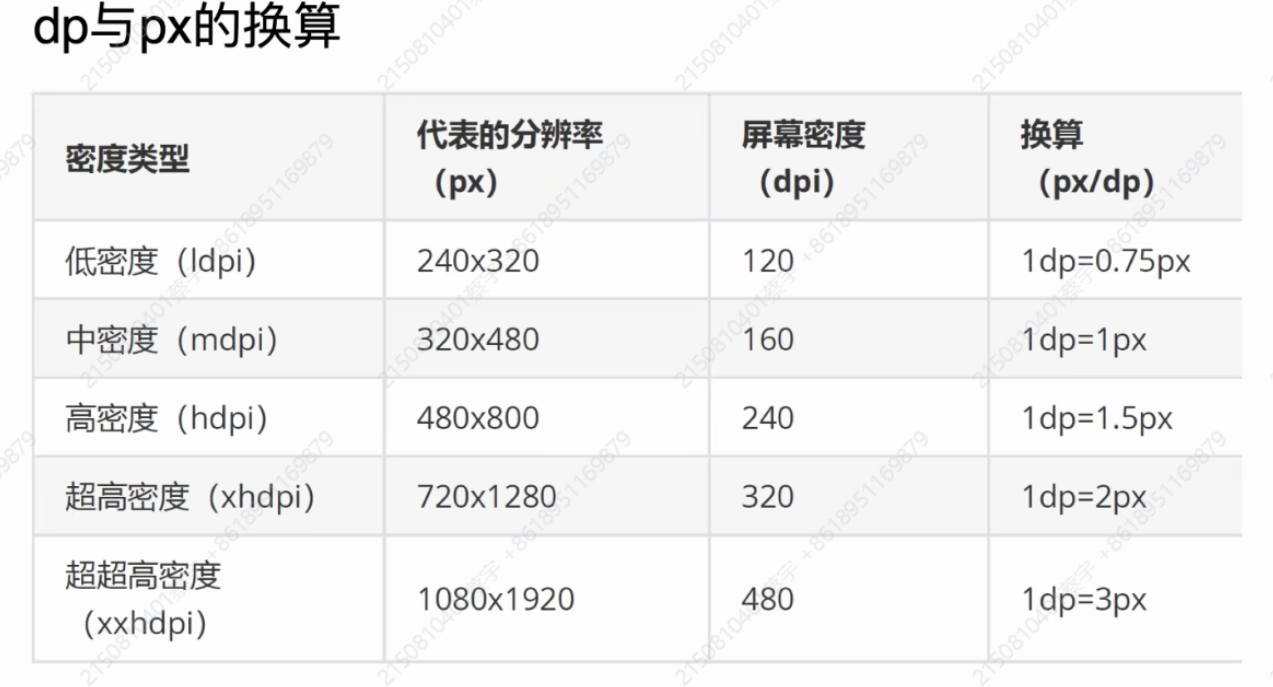 dp与px的换算
密度类型 代表的分辨率（px） 屏幕密度（dpi） 换算（px/dp）
低密度（ldpi） 240x320 120 1dp=0.75px
中密度（mdpi） 320x480 160 1dp=1px
高密度（hdpi） 480x800 240 1dp=1.5px
超高密度（xhdpi） 720x1280 320 1dp=2px
超超高密度（xxhdpi） 1080x1920 480 1dp=3px
2150810401蔡宇 +8618951169879